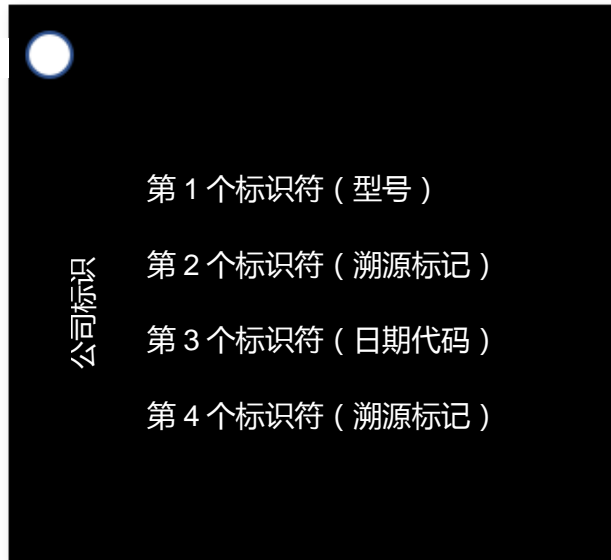 第 1 个标识符（型号）
第 2 个标识符（溯源标记）
公司标识
第 3 个标识符（日期代码）
第 4 个标识符（溯源标记）